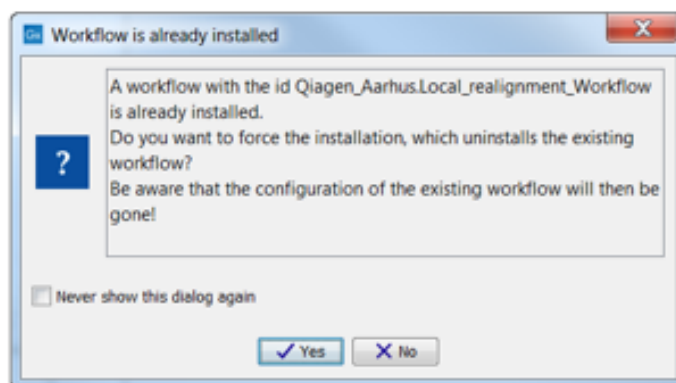 Workflow is already installed
A workflow with the id Qiagen_Aarhus.Local_realignment_Workflow
is already installed.
Do you want to force the installation, which uninstalls the existing
workflow?
Be aware that the configuration of the existing workflow will then be
gone!
?
Never show this dialog again
Yes
No